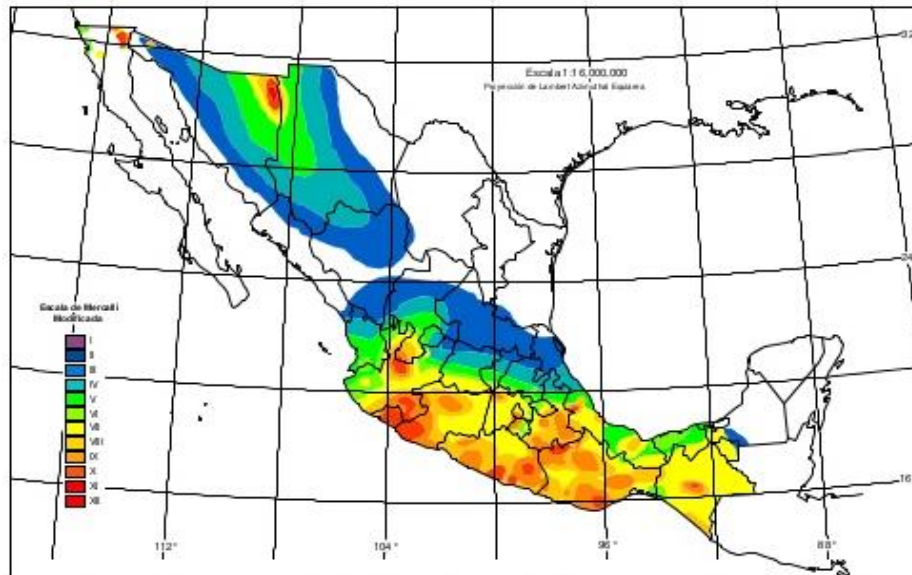 32
Escala 1:16,000,000
Proyección de Lambert Azimuthal Equiarea
24
Escala de Mercalli
Modificada
I
II
III
IV
V
VI
VII
VIII
IX
X
XI
XII
16
112°
104°
96°
88°